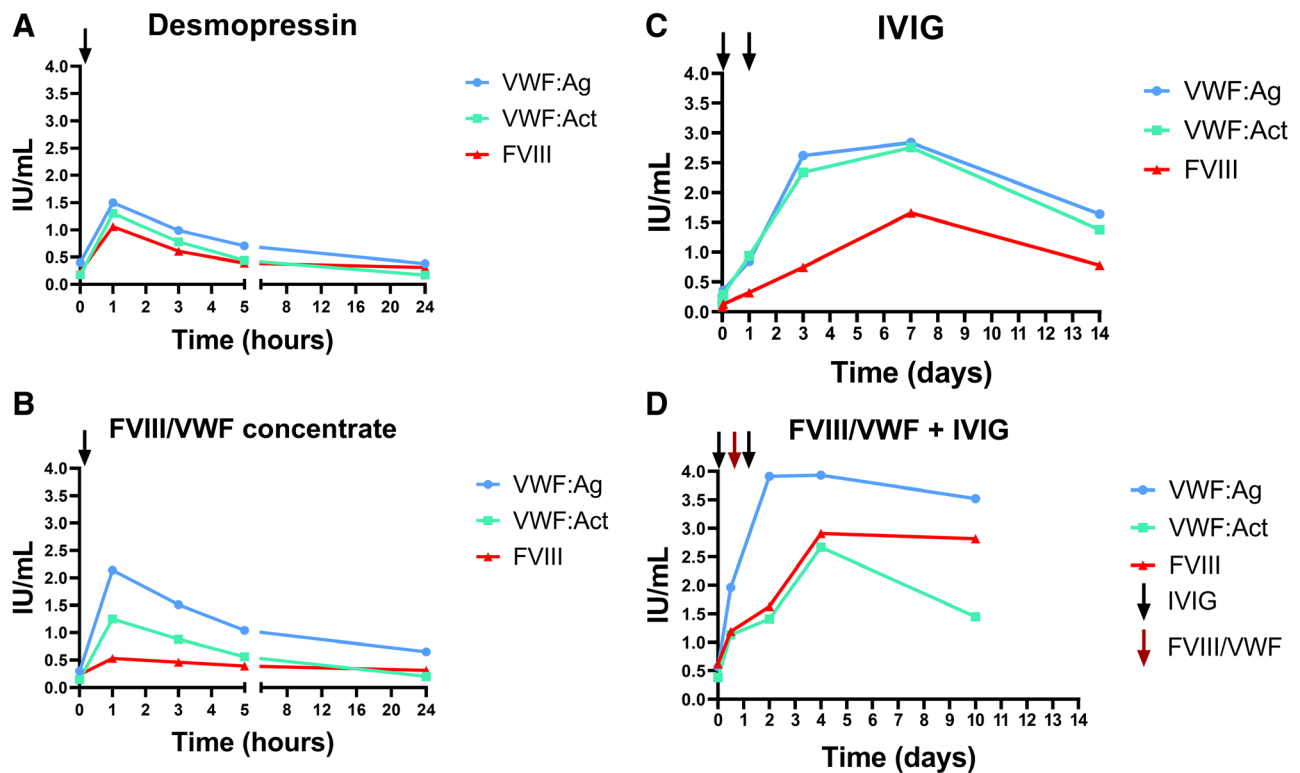 A
Desmopressin
4.0
3.5
3.0
2.5
2.0
1.5
1.0
0.5
0.0
IU/mL
0 1 2 3 4 5 8 12 16 20 24
Time (hours)
VWF:Ag
VWF:Act
FVIII
C
IVIG
4.0
3.5
3.0
2.5
2.0
1.5
1.0
0.5
0.0
IU/mL
0 1 2 3 4 5 6 7 8 9 10 11 12 13 14
Time (days)
VWF:Ag
VWF:Act
FVIII
B
FVIII/VWF concentrate
4.0
3.5
3.0
2.5
2.0
1.5
1.0
0.5
0.0
IU/mL
0 1 2 3 4 5 8 12 16 20 24
Time (hours)
VWF:Ag
VWF:Act
FVIII
D
FVIII/VWF + IVIG
4.0
3.5
3.0
2.5
2.0
1.5
1.0
0.5
0.0
IU/mL
0 1 2 3 4 5 6 7 8 9 10 11 12 13 14
Time (days)
VWF:Ag
VWF:Act
FVIII
IVIG
FVIII/VWF